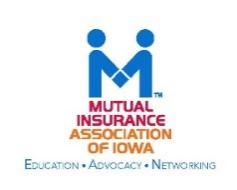 TM
MUTUAL
INSURANCE
ASSOCIATION
OF IOWA
EDUCATION • ADVOCACY • NETWORKING